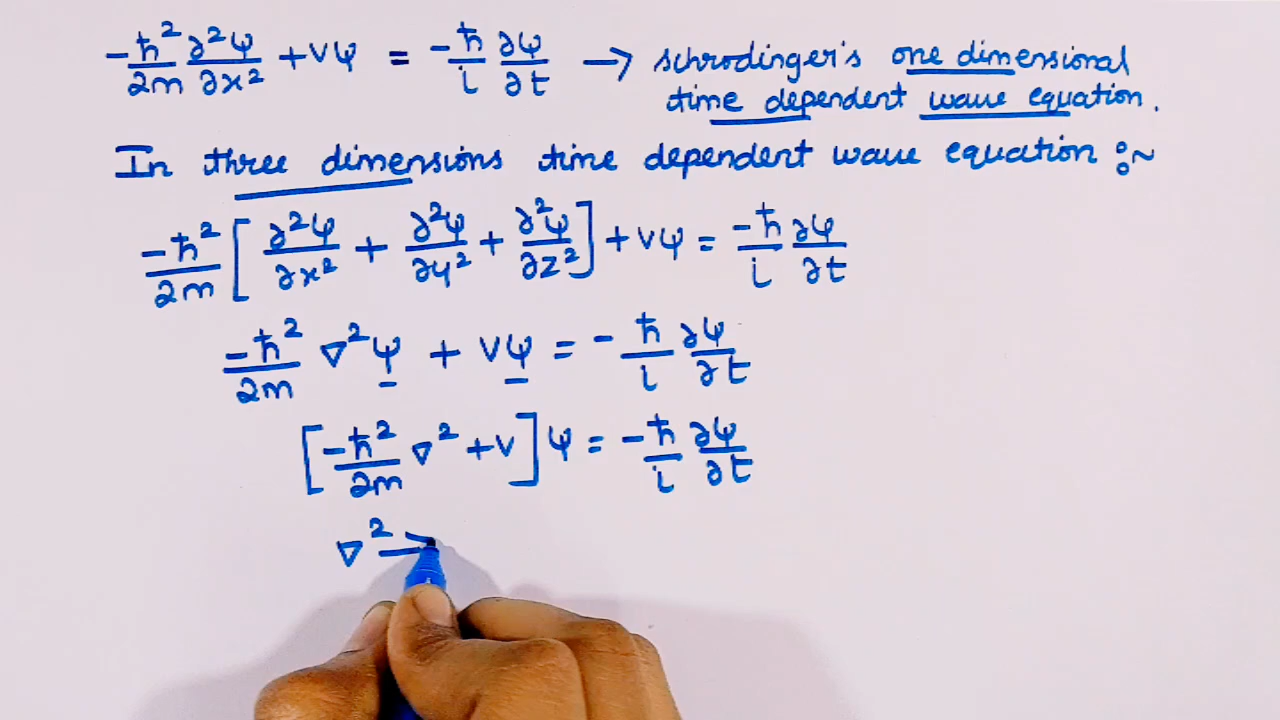 -ħ²/2m ∂²ψ/∂x² + Vψ = -ħ/i ∂ψ/∂t → schrodinger's one dimensional
time dependent wave equation.
In three dimensions time dependent wave equation :~
-ħ²/2m [∂²ψ/∂x² + ∂²ψ/∂y² + ∂²ψ/∂z²] + Vψ = -ħ/i ∂ψ/∂t
-ħ²/2m ∇²ψ + Vψ = -ħ/i ∂ψ/∂t
[-ħ²/2m ∇² + V] ψ = -ħ/i ∂ψ/∂t
∇² →